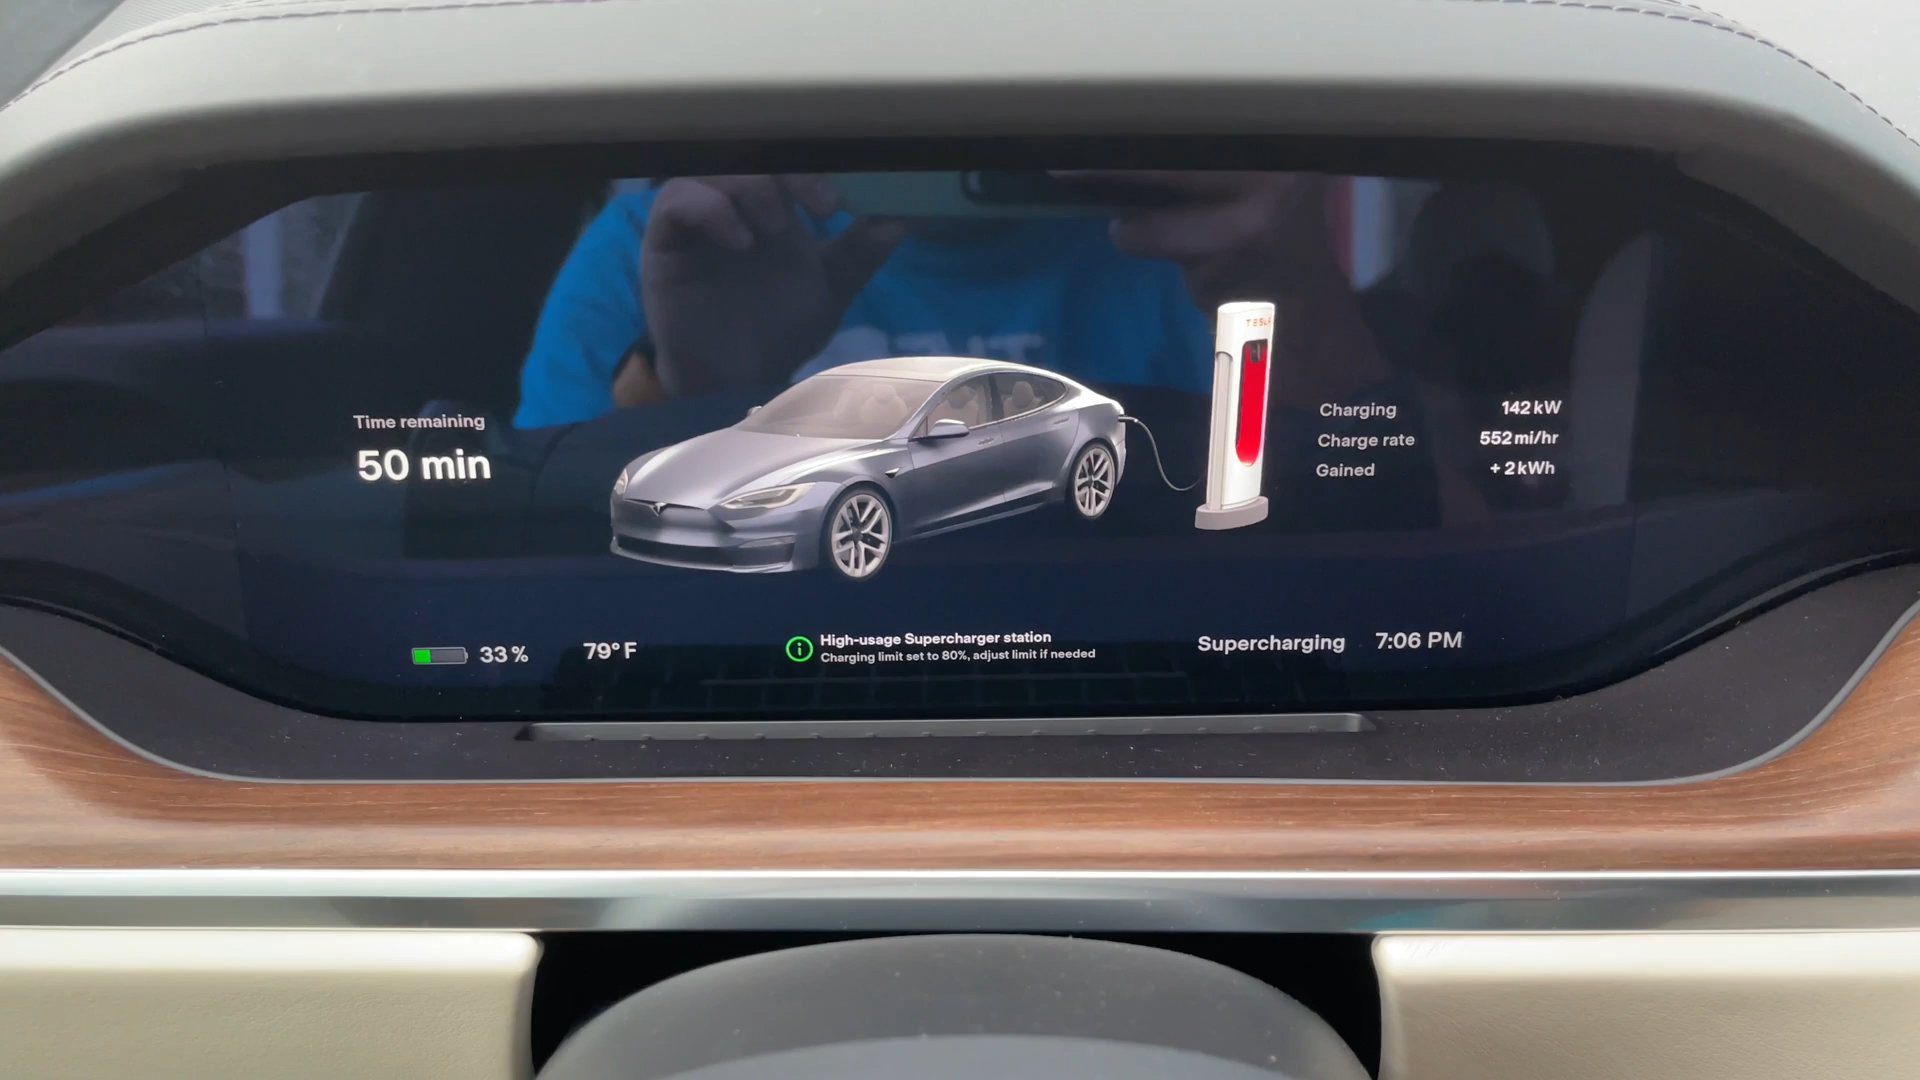 TESLA
Time remaining
50 min
Charging 142 kW
Charge rate 552 mi/hr
Gained + 2 kWh
33 %
79° F
High-usage Supercharger station
Charging limit set to 80%, adjust limit if needed
Supercharging 7:06 PM